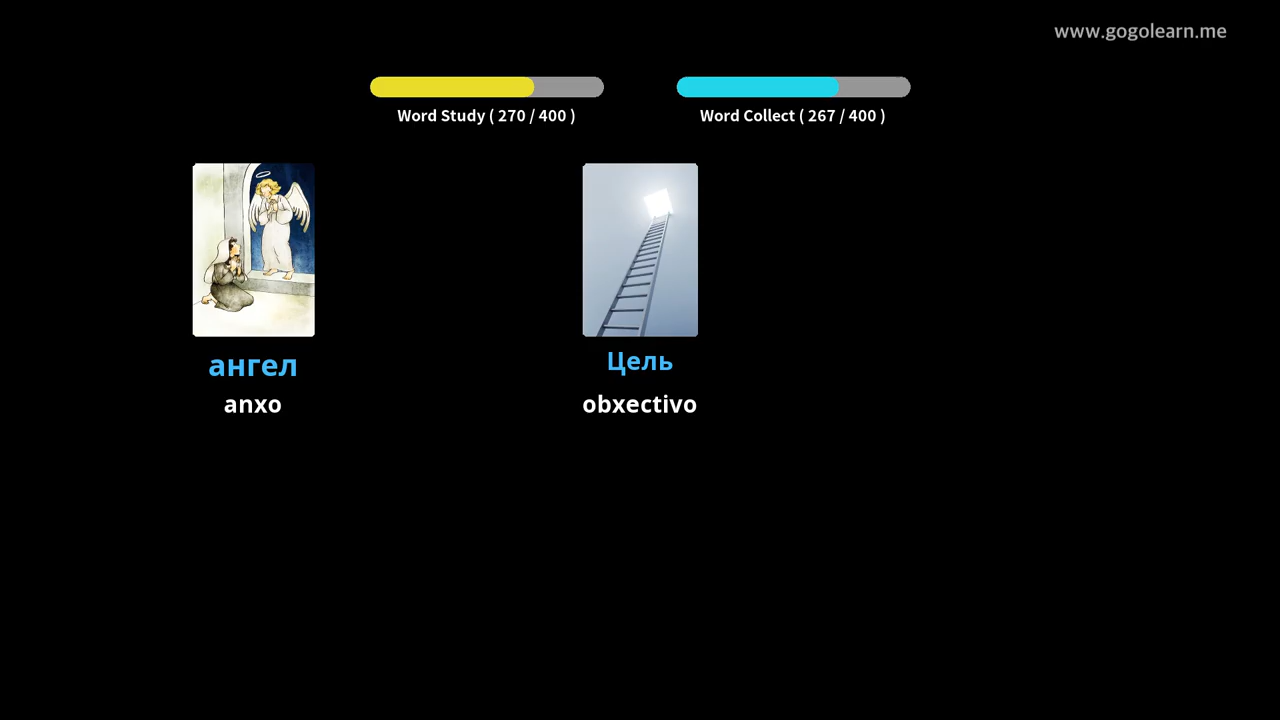 www.gogolearn.me
Word Study ( 270 / 400 )
Word Collect ( 267 / 400 )
ангел
Цель
anxo
obxectivo